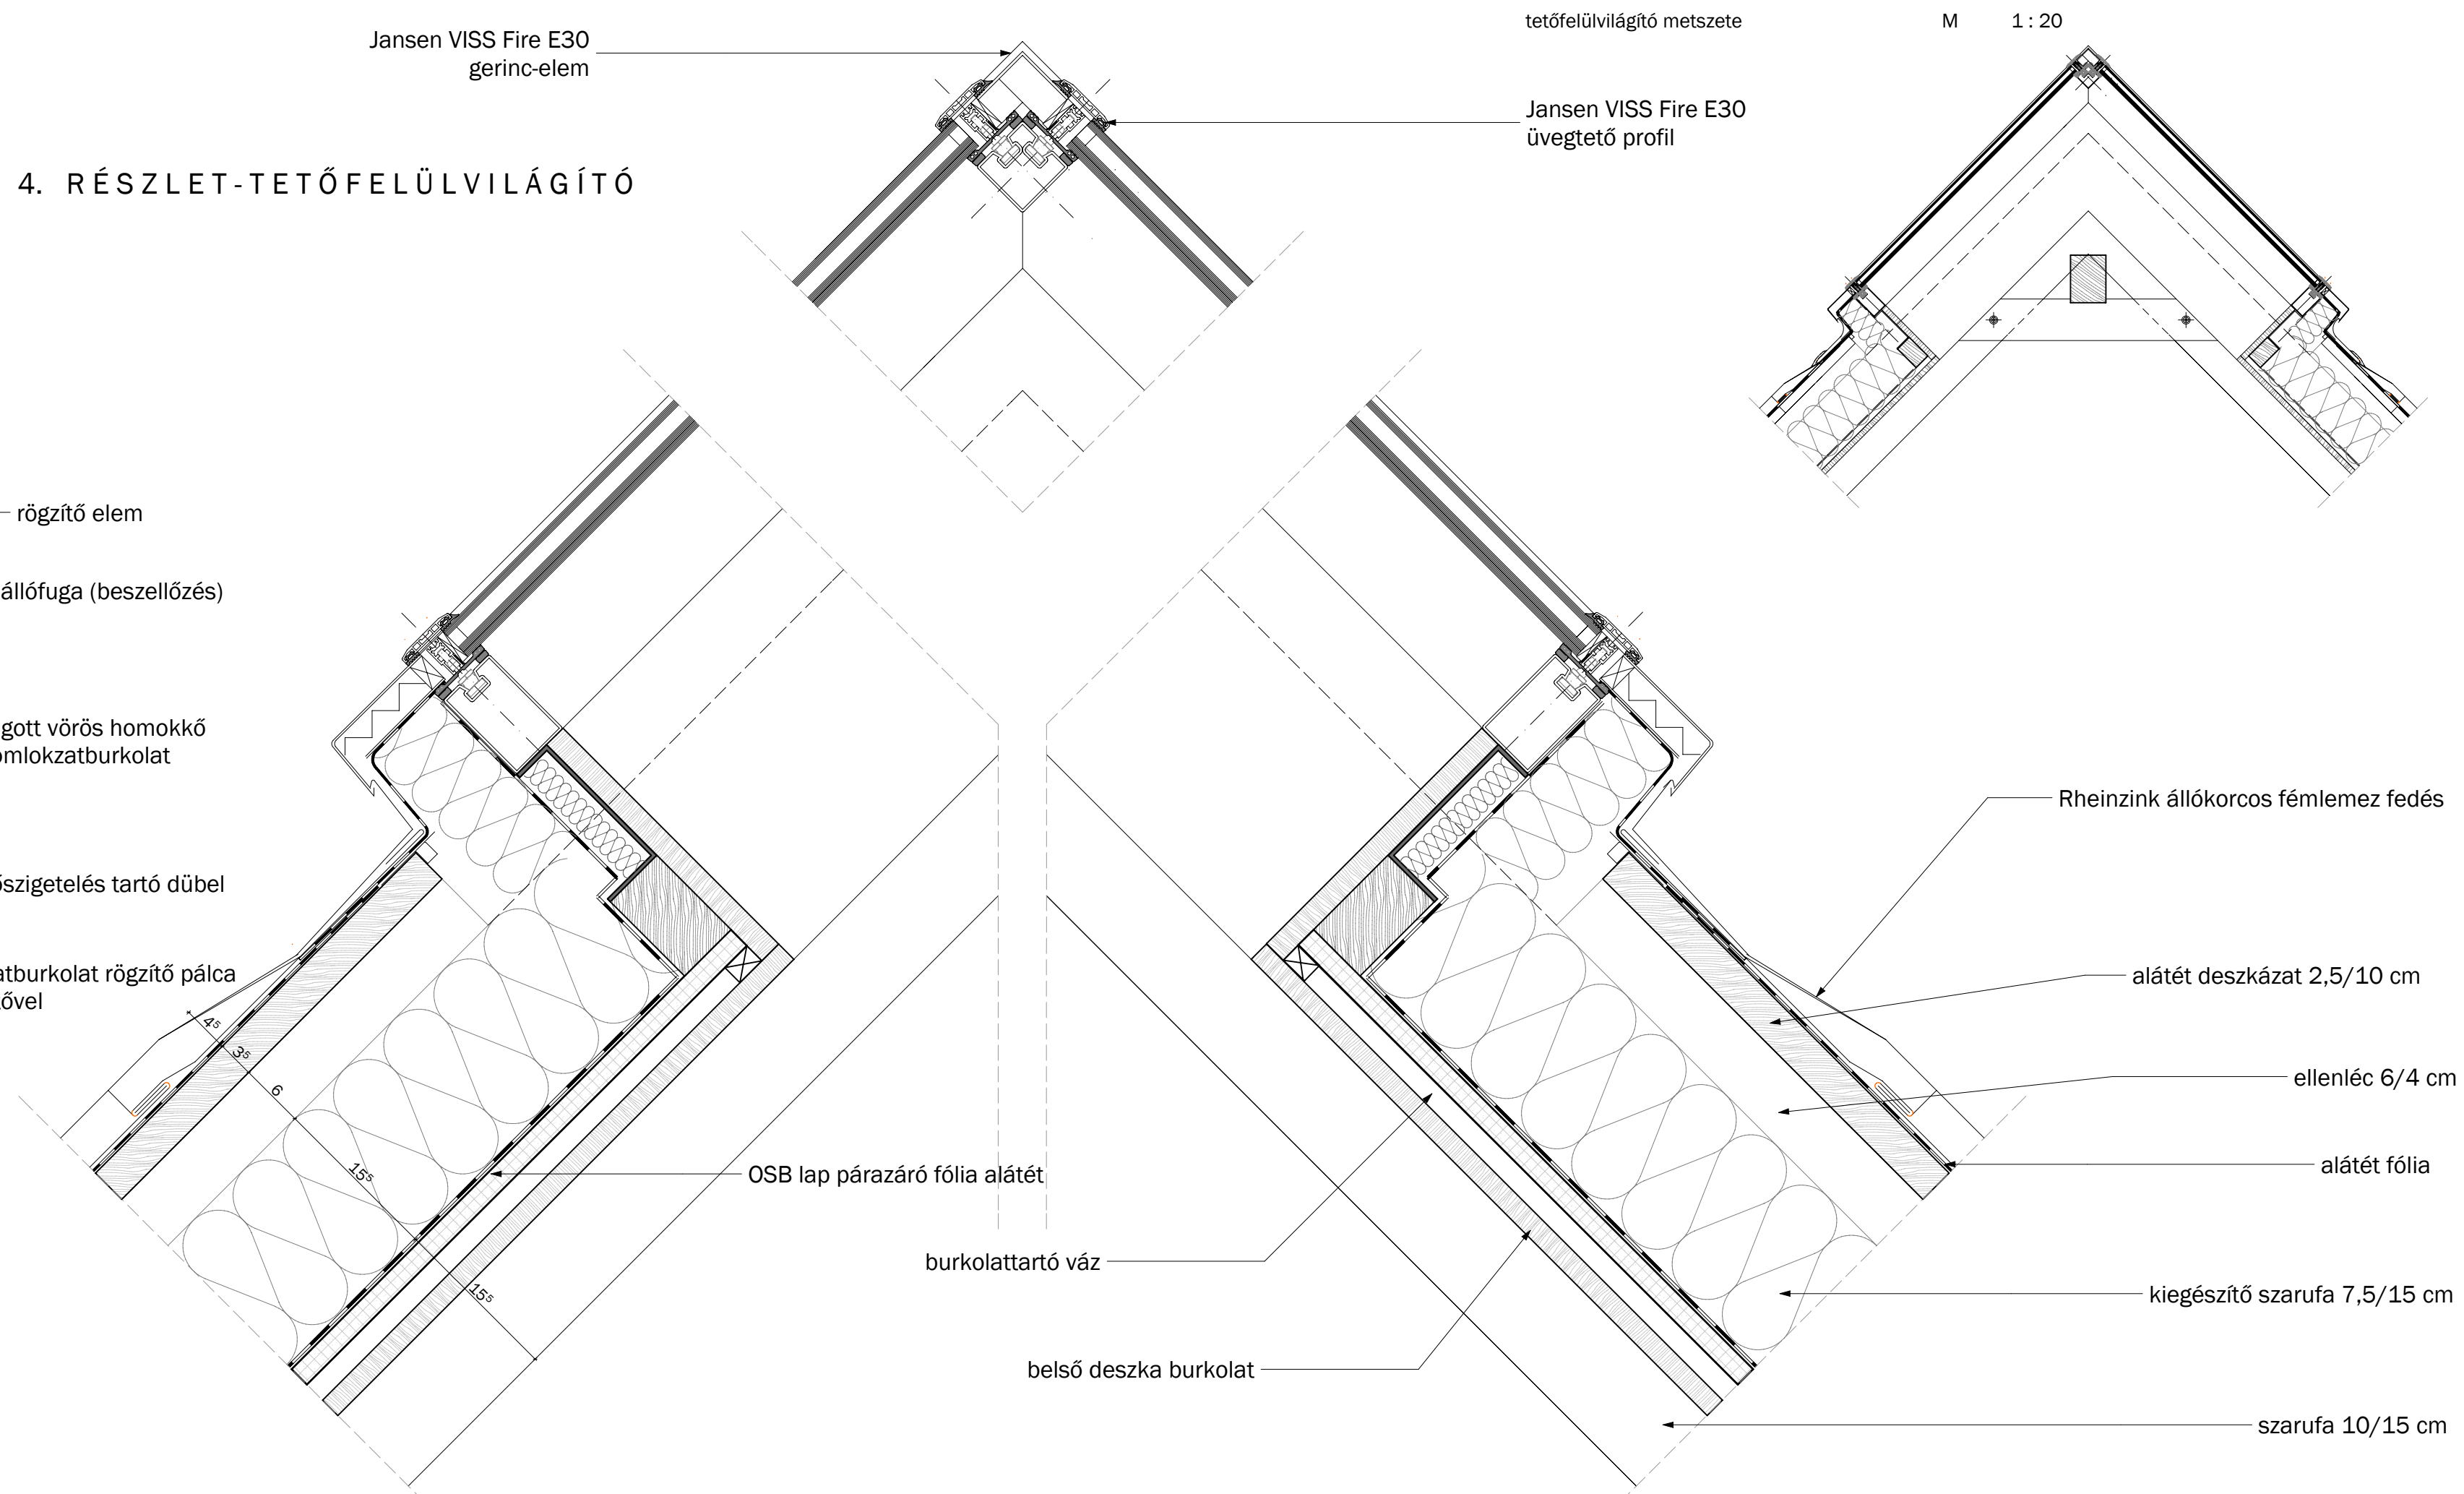 tetőfelülvilágító metszete M 1 : 20
Jansen VISS Fire E30
gerinc-elem
Jansen VISS Fire E30
üvegtető profil
4. RÉSZLET-TETŐFELÜLVILÁGÍTÓ
rögzítő elem
állófuga (beszellőzés)
gott vörös homokkő
omlokzatburkolat
Rheinzink állókorcos fémlemez fedés
őszigetelés tartó dübel
atburkolat rögzítő pálca
kővel
alátét deszkázat 2,5/10 cm
4⁵
3⁵
6
15⁵
15⁵
ellenléc 6/4 cm
alátét fólia
OSB lap párazáró fólia alátét
burkolattartó váz
kiegészítő szarufa 7,5/15 cm
belső deszka burkolat
szarufa 10/15 cm